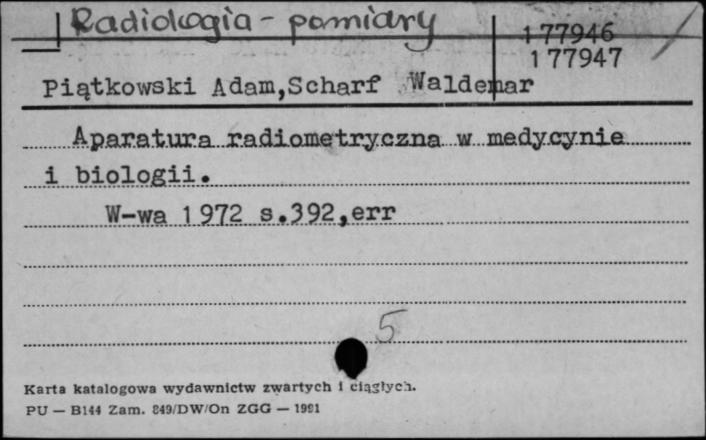 Radiologia - pomiary
177946
177947
Piątkowski Adam,Scharf Waldemar
Aparatura radiometryczna w medycynie
i biologii.
W-wa 1972 s.392,err
5
Karta katalogowa wydawnictw zwartych i ciągłych.
PU — B144 Zam. 849/DW/On ZGG — 1991